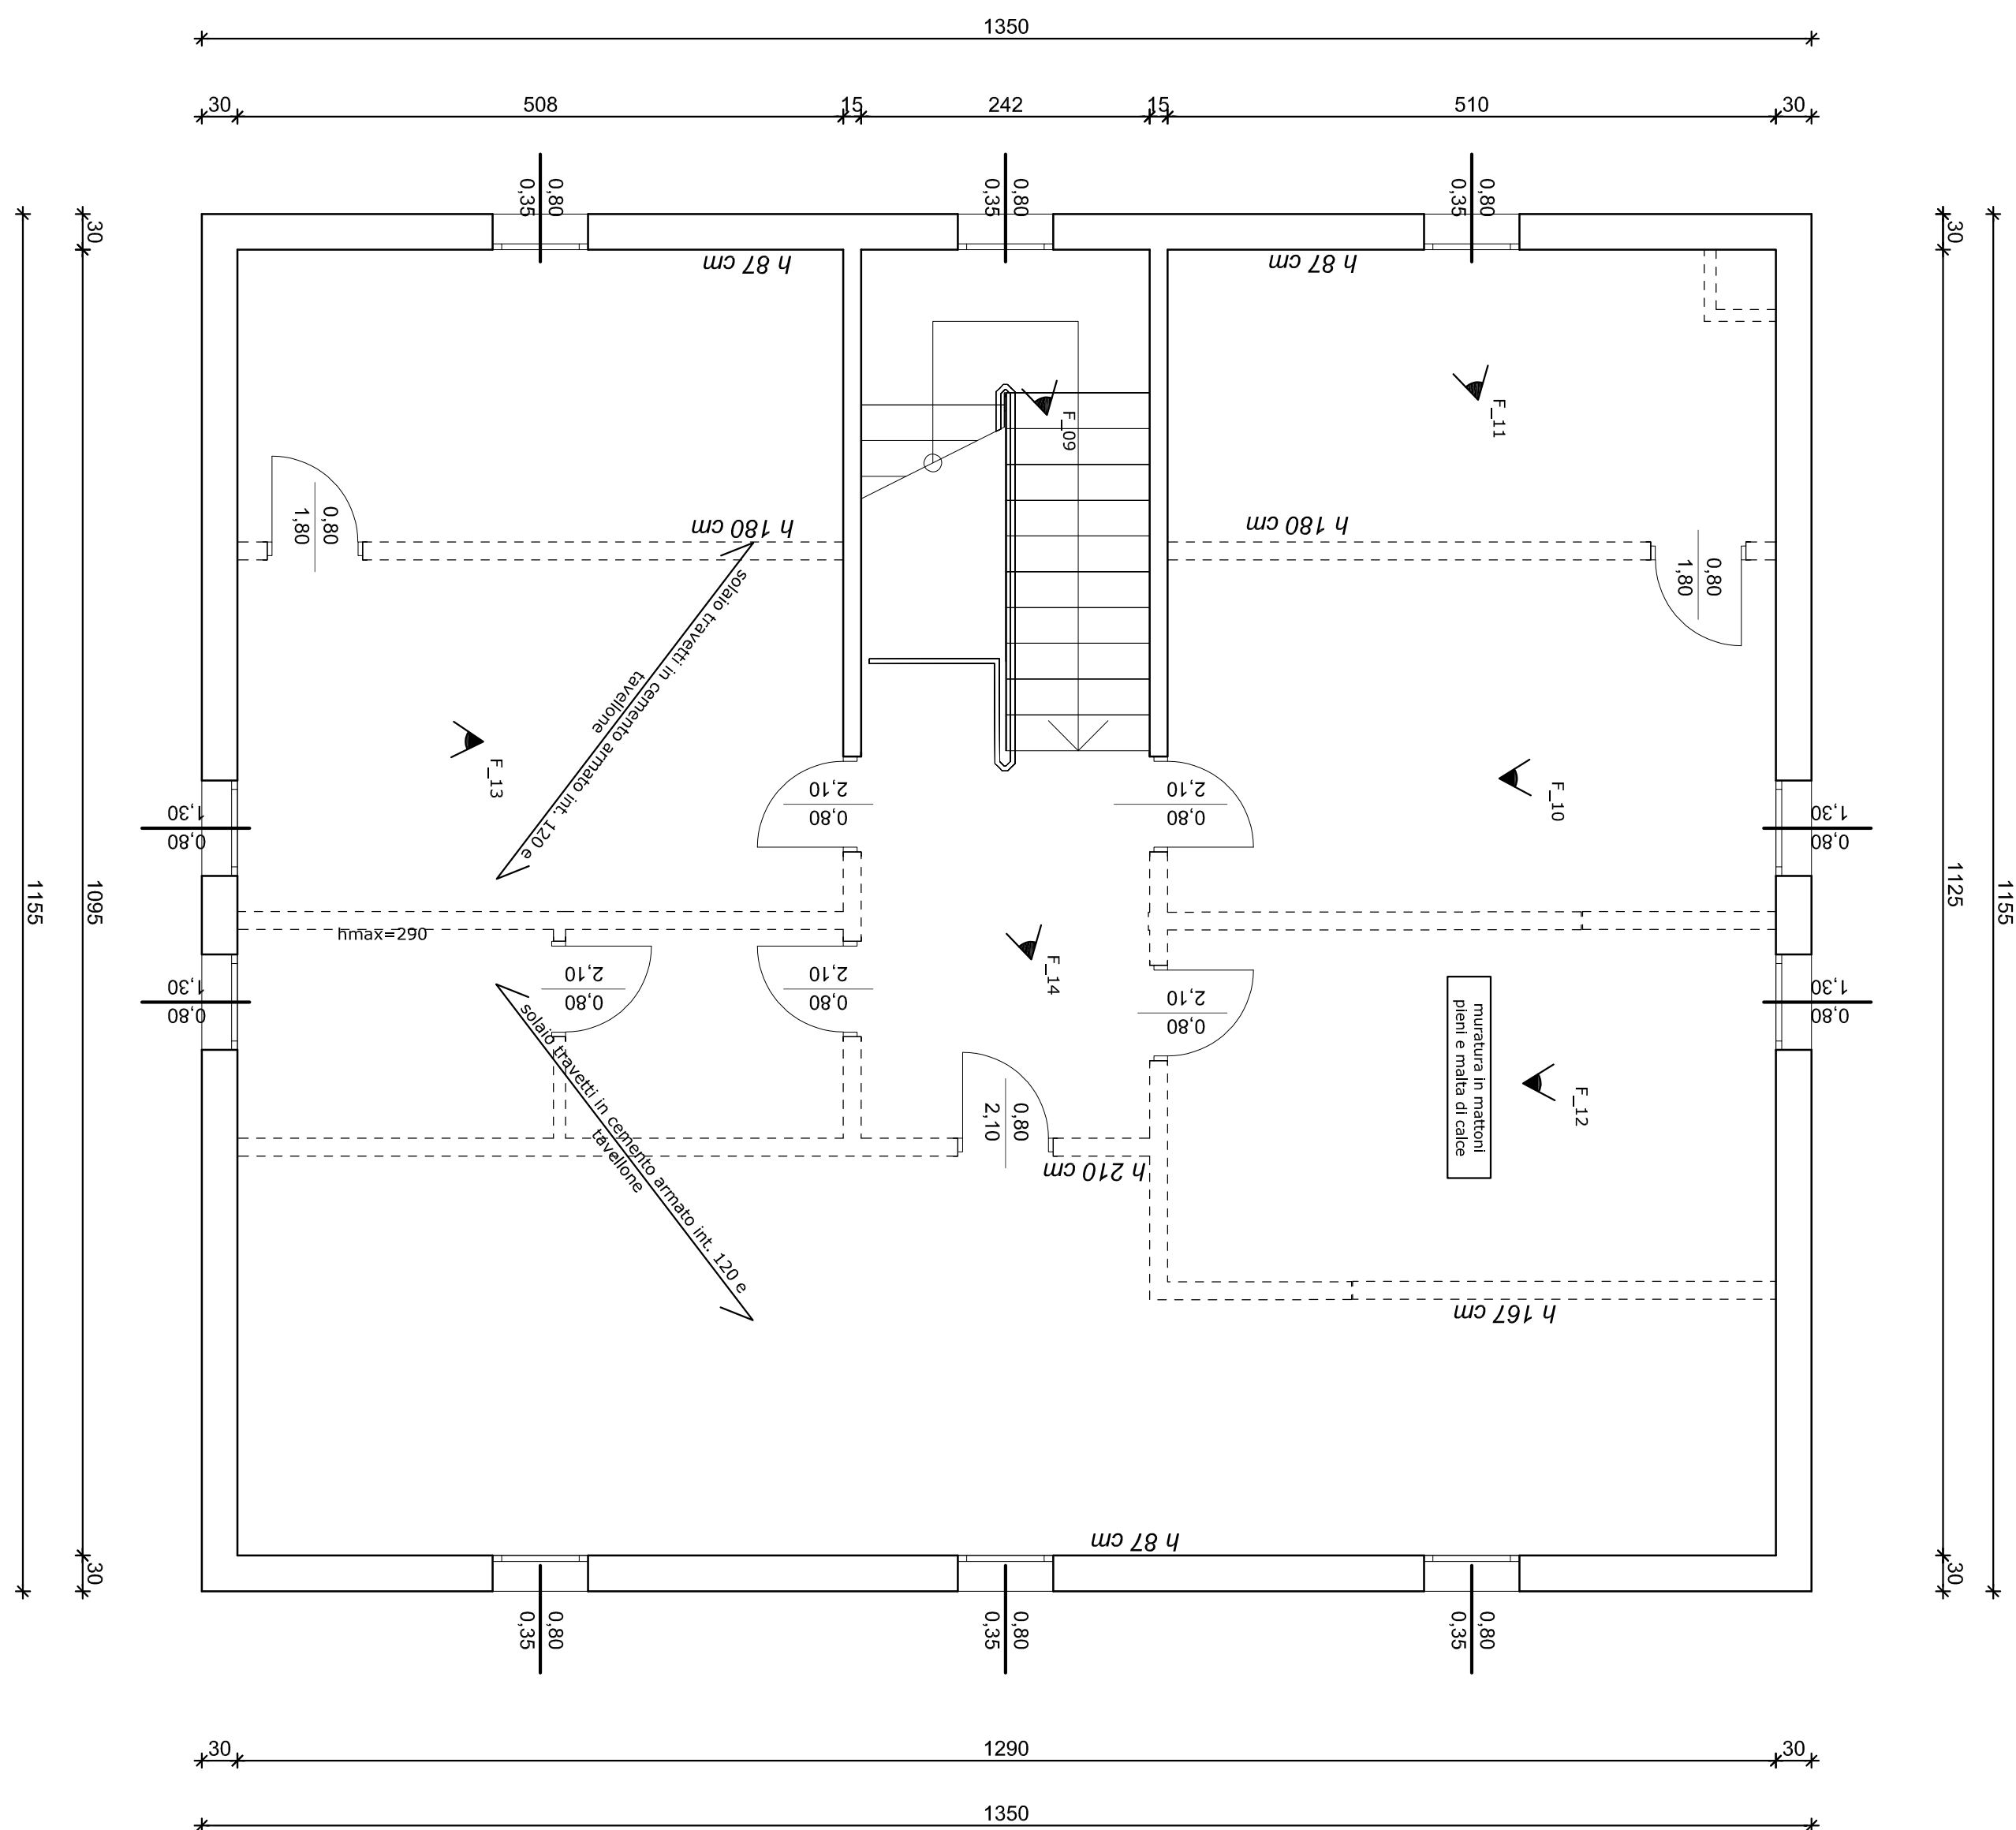 1350
30
508
15
242
15
510
30
0,80
0,35
0,80
0,35
0,80
0,35
30
30
h 87 cm
h 87 cm
F_09
F_11
0,80
1,80
h 180 cm
h 180 cm
0,80
1,80
solaio travetti in cemento armato int. 120 e
tavellone
F_13
F_10
2,10
0,80
2,10
0,80
1,30
0,80
1,30
0,80
1155
1095
1125
1155
hmax=290
F_14
2,10
0,80
2,10
0,80
2,10
0,80
1,30
0,80
1,30
0,80
solaio travetti in cemento armato int. 120 e
tavellone
muratura in mattoni
pieni e malta di calce
F_12
0,80
2,10
h 210 cm
h 167 cm
h 87 cm
30
30
0,80
0,35
0,80
0,35
0,80
0,35
30
1290
30
1350